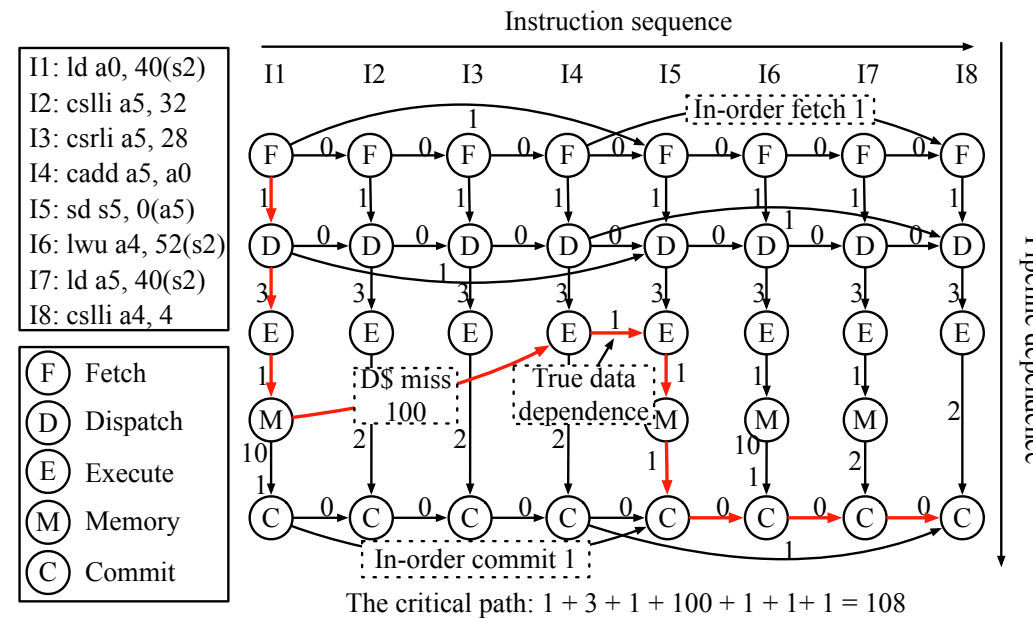 Instruction sequence
I1 I2 I3 I4 I5 I6 I7 I8
I1: ld a0, 40(s2)
I2: cslli a5, 32
I3: csrli a5, 28
I4: cadd a5, a0
I5: sd s5, 0(a5)
I6: lwu a4, 52(s2)
I7: ld a5, 40(s2)
I8: cslli a4, 4
F Fetch
D Dispatch
E Execute
M Memory
C Commit
1
In-order fetch 1
F 0 F 0 F 0 F 0 F 0 F 0 F 0 F
1 1 1 1 1 1 1 1
1
D 0 D 0 D 0 D 0 D 0 D 0 D 0 D
1
3 3 3 3 3 3 3 3
E E E E 1 E E E E
1 1 1 1
D$ miss
100
True data
dependence
M M M M
10 2 2 2 1 10 2 2
1 1
C 0 C 0 C 0 C 0 C 0 C 0 C 0 C
In-order commit 1
1
The critical path: 1 + 3 + 1 + 100 + 1 + 1+ 1 = 108